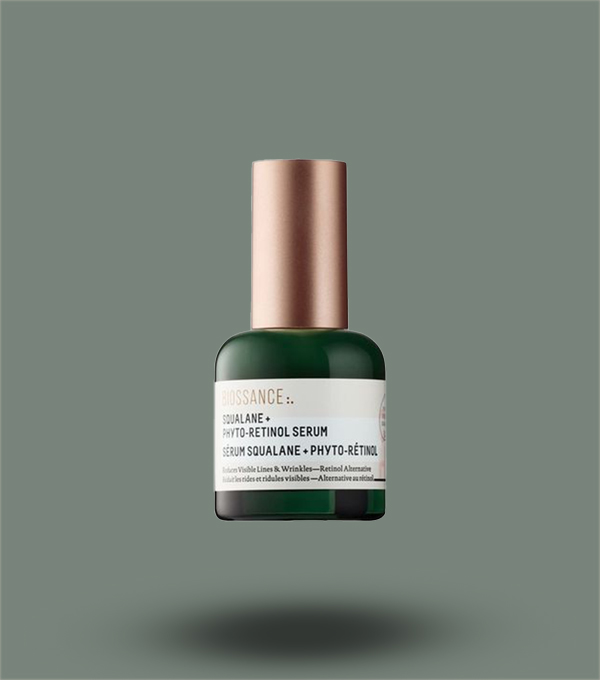 BIOSSANCE:.
SQUALANE +
PHYTO-RETINOL SERUM
SÉRUM SQUALANE + PHYTO-RÉTINOL
Reduces Visible Lines & Wrinkles—Retinol Alternative
Réduit les rides et ridules visibles —Alternative au rétinol